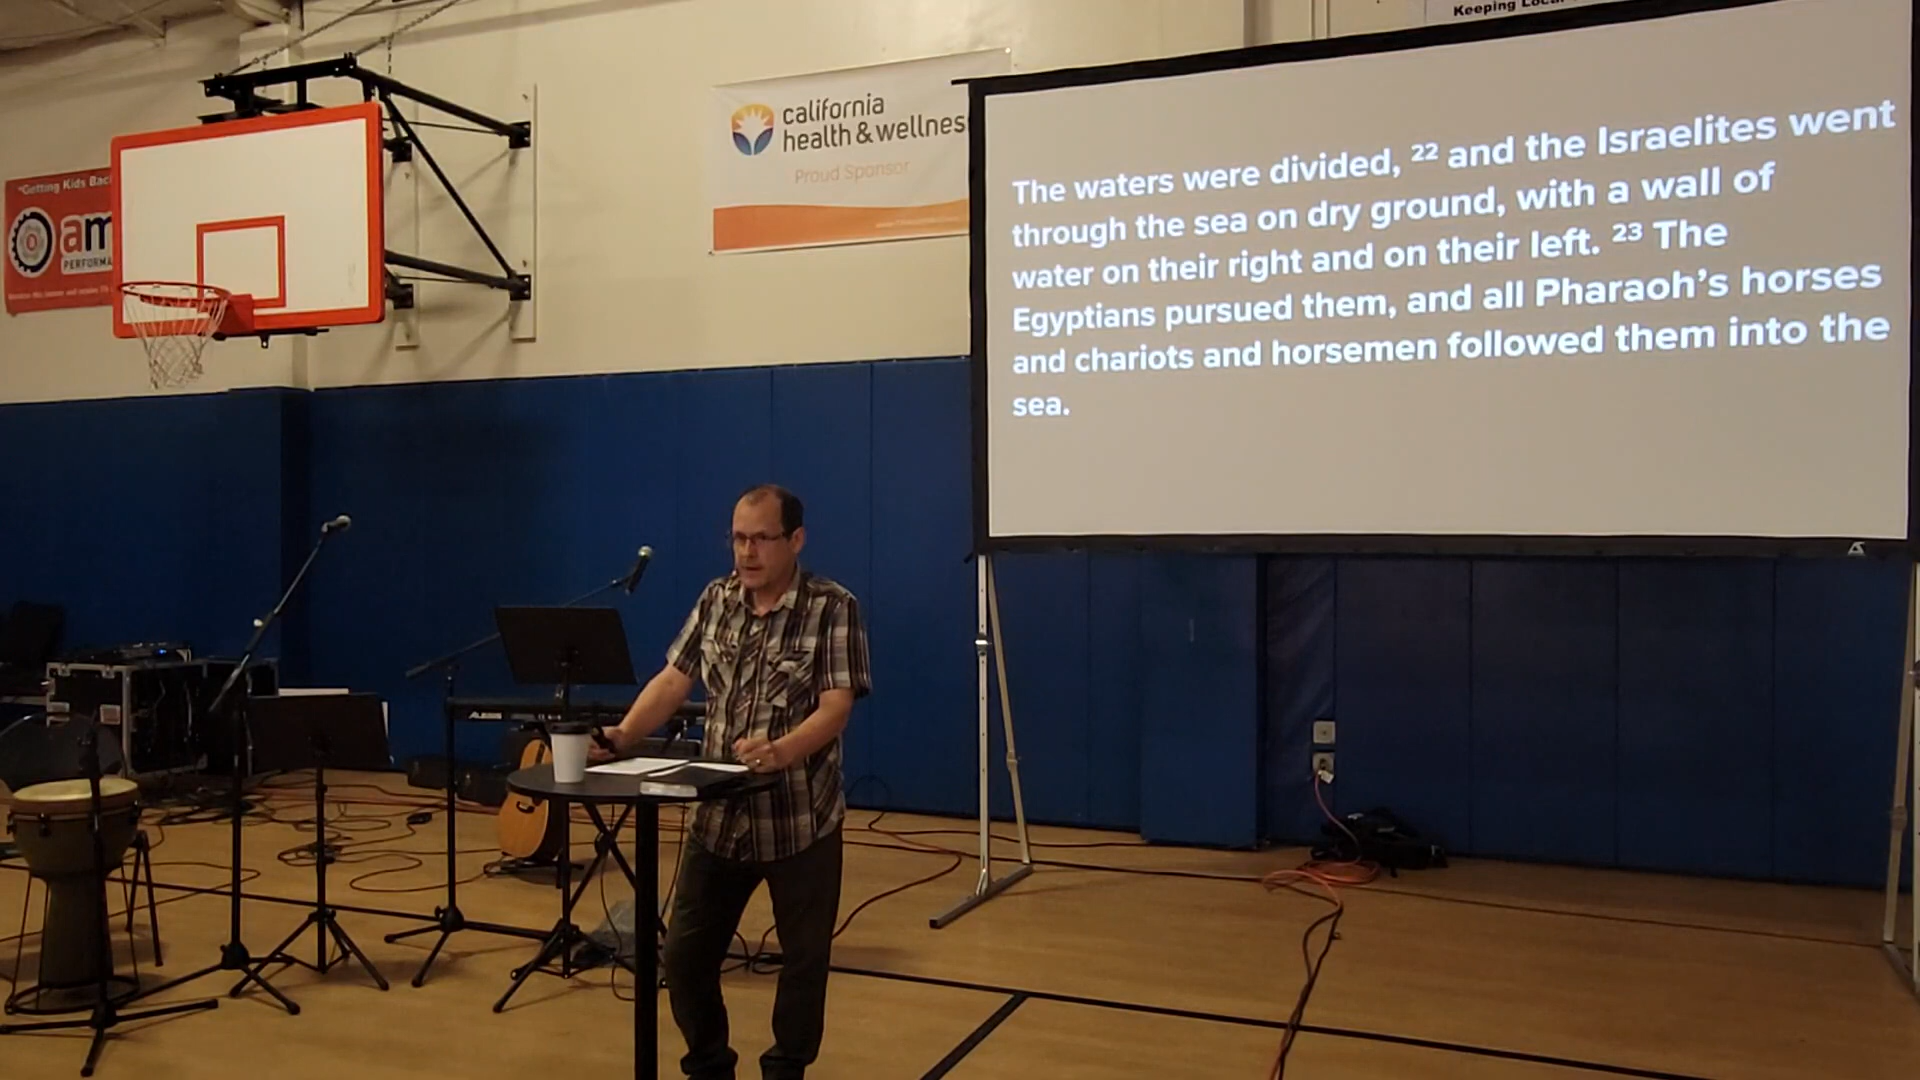 Keeping Local
"Getting Kids Back
am
PERFORMA
california
health & wellness
Proud Sponsor
The waters were divided, ²² and the Israelites went
through the sea on dry ground, with a wall of
water on their right and on their left. ²³ The
Egyptians pursued them, and all Pharaoh's horses
and chariots and horsemen followed them into the
sea.
ALESIS